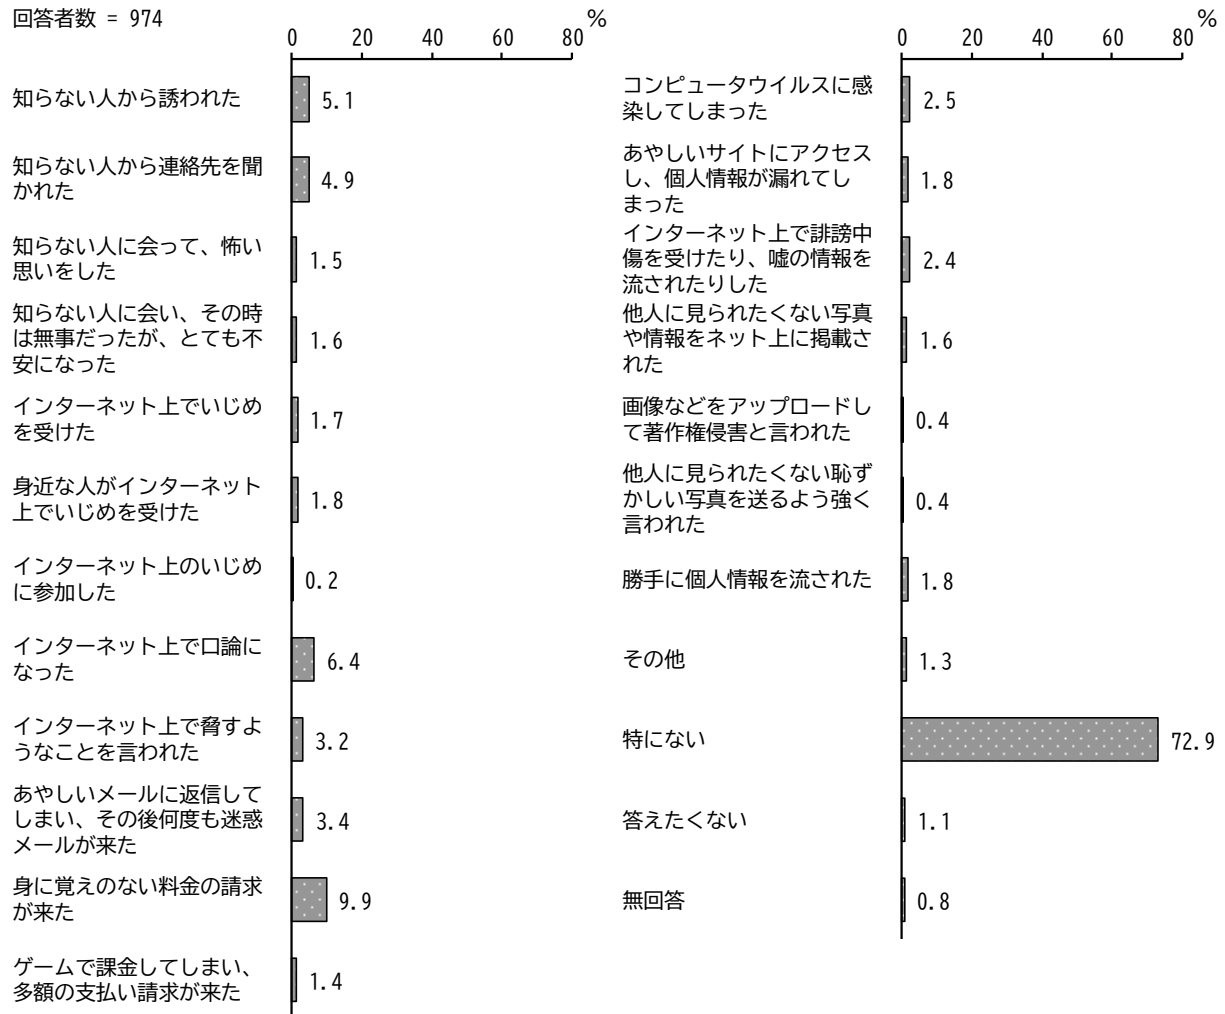 回答者数 = 974
%
0 20 40 60 80
知らない人から誘われた
5.1
知らない人から連絡先を聞
かれた
4.9
知らない人に会って、怖い
思いをした
1.5
知らない人に会い、その時
は無事だったが、とても不
安になった
1.6
インターネット上でいじめ
を受けた
1.7
身近な人がインターネット
上でいじめを受けた
1.8
インターネット上のいじめ
に参加した
0.2
インターネット上で口論に
なった
6.4
インターネット上で脅すよ
うなことを言われた
3.2
あやしいメールに返信して
しまい、その後何度も迷惑
メールが来た
3.4
身に覚えのない料金の請求
が来た
9.9
ゲームで課金してしまい、
多額の支払い請求が来た
1.4
%
0 20 40 60 80
コンピュータウイルスに感
染してしまった
2.5
あやしいサイトにアクセス
し、個人情報が漏れてし
まった
1.8
インターネット上で誹謗中
傷を受けたり、嘘の情報を
流されたりした
2.4
他人に見られたくない写真
や情報をネット上に掲載さ
れた
1.6
画像などをアップロードし
て著作権侵害と言われた
0.4
他人に見られたくない恥ず
かしい写真を送るよう強く
言われた
0.4
勝手に個人情報を流された
1.8
その他
1.3
特にない
72.9
答えたくない
1.1
無回答
0.8